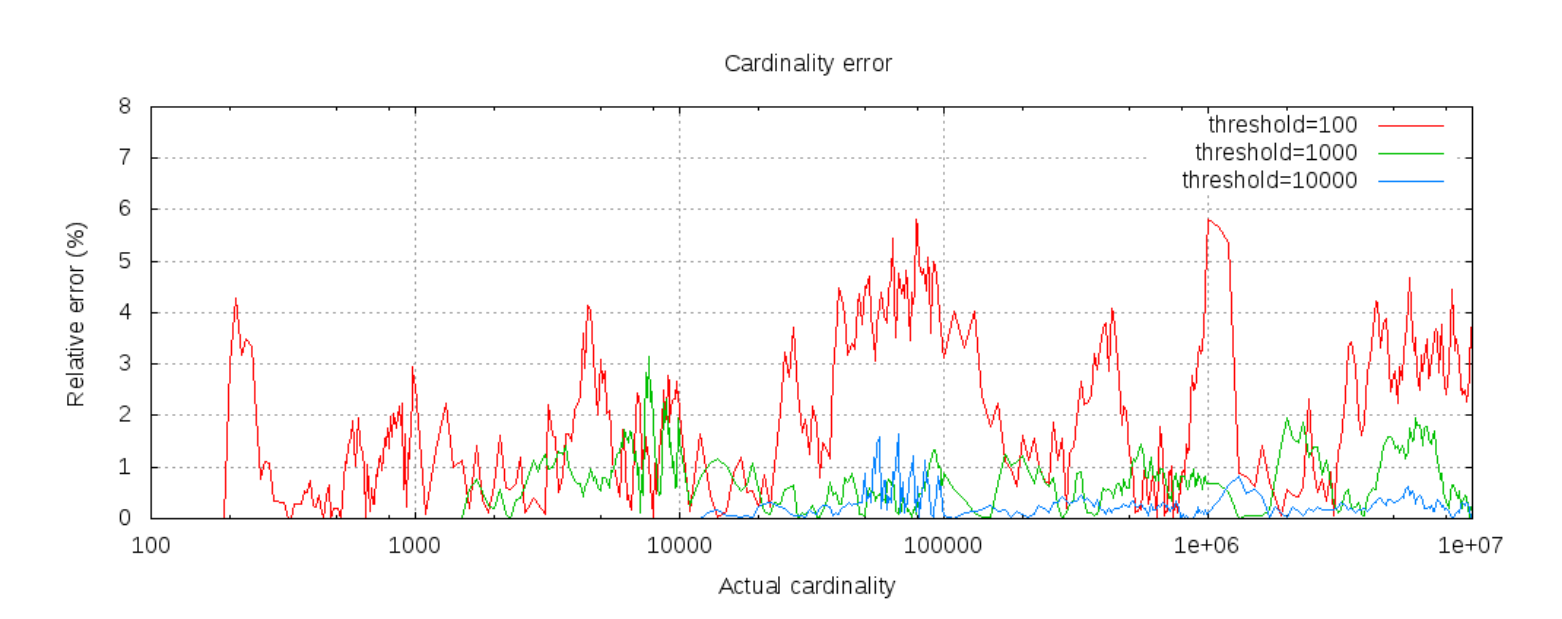 Cardinality error
8
7
6
5
4
3
2
1
0
Relative error (%)
threshold=100
threshold=1000
threshold=10000
100 1000 10000 100000 1e+06 1e+07
Actual cardinality